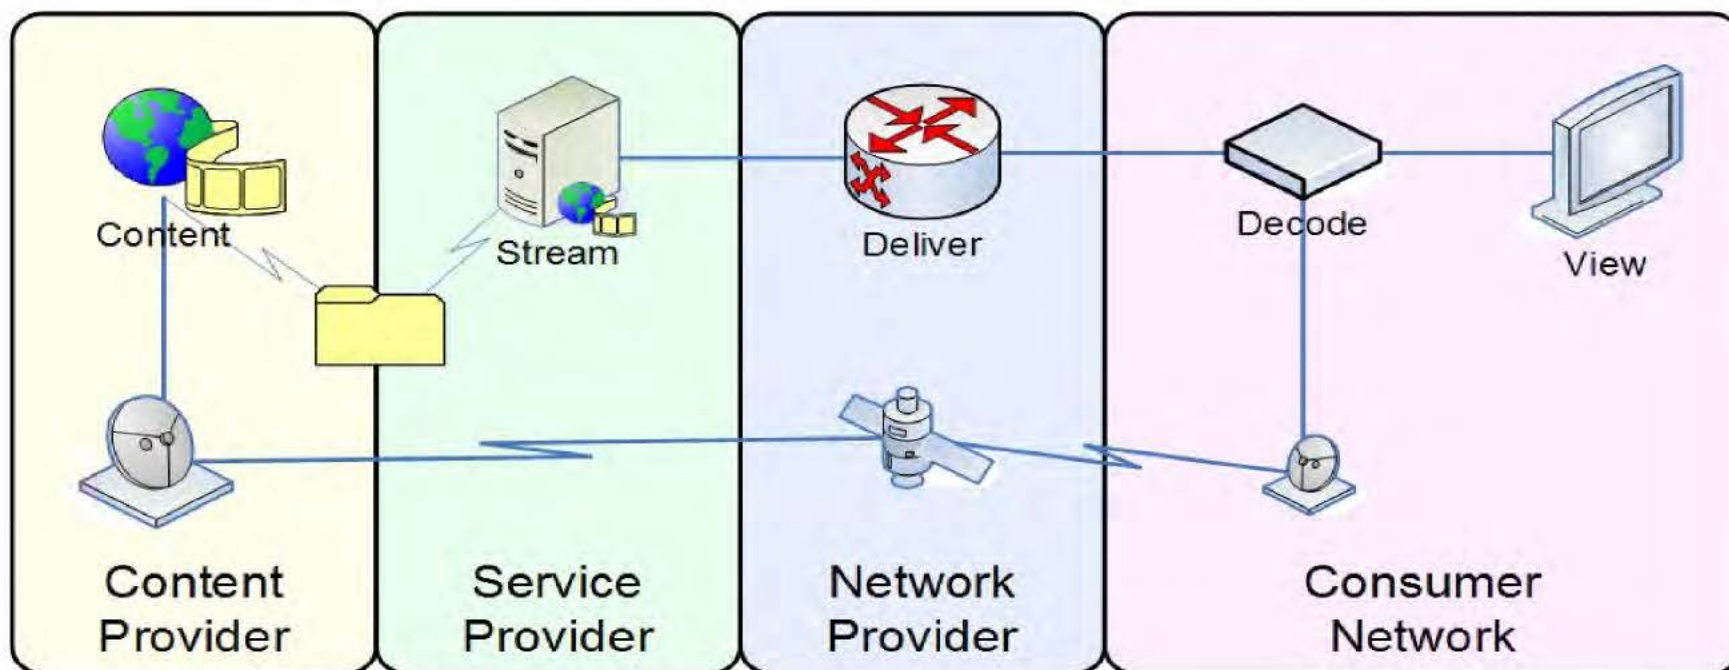 Content
Stream
Deliver
Decode
View
Content
Provider
Service
Provider
Network
Provider
Consumer
Network